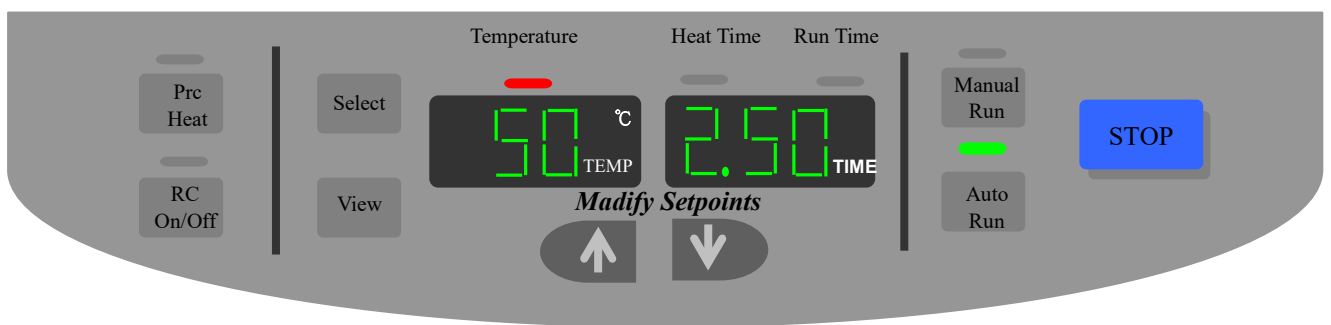 Temperature
Heat Time
Run Time
Prc
Heat
Select
50
℃
TEMP
2.50
TIME
Manual
Run
STOP
RC
On/Off
View
Madify Setpoints
Auto
Run